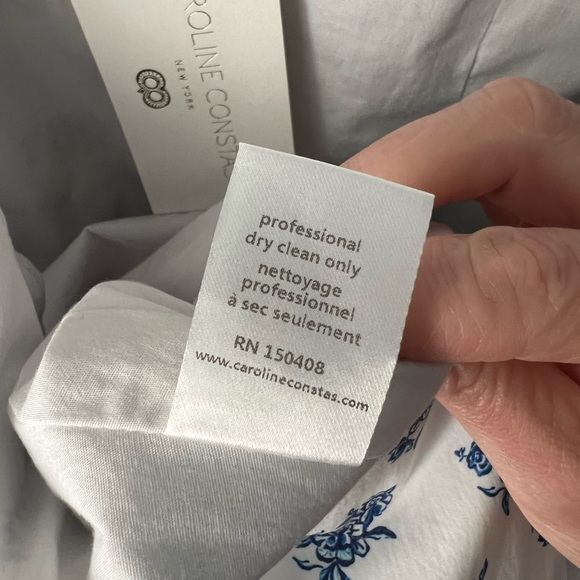 CAROLINE CONSTAS
NEW YORK
professional
dry clean only
nettoyage
professionnel
à sec seulement
RN 150408
www.carolineconstas.com